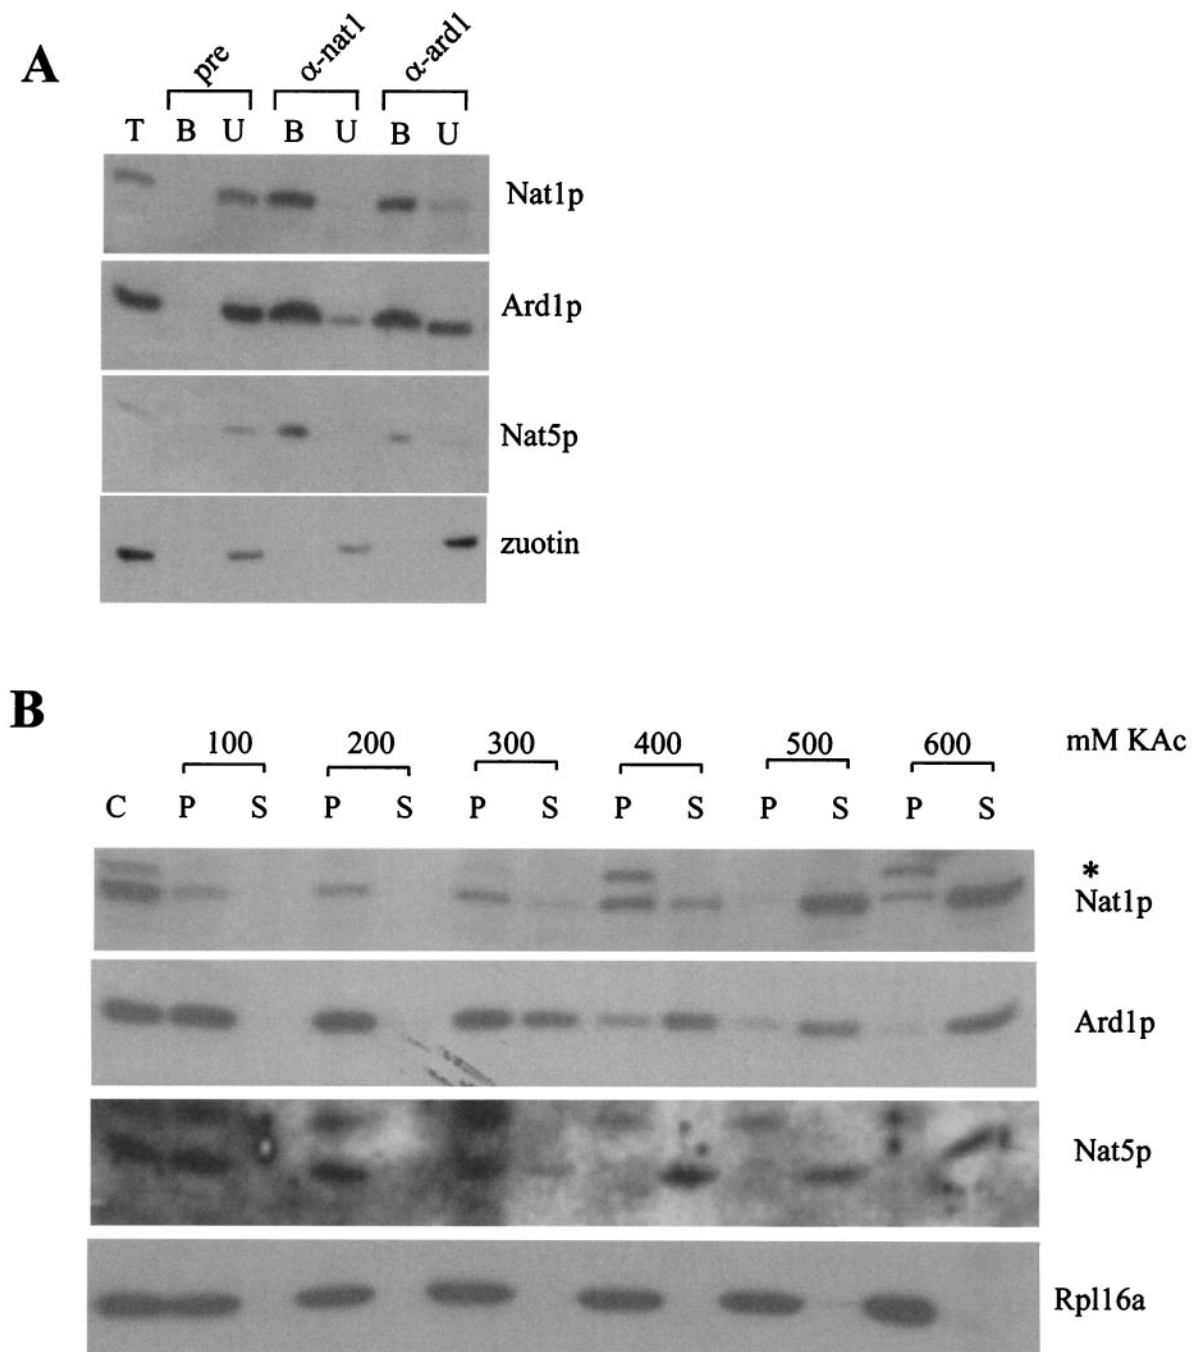 A
pre α-nat1 α-ard1
T B U B U B U
Nat1p
Ard1p
Nat5p
zuotin
B
100 200 300 400 500 600 mM KAc
C P S P S P S P S P S P S
*
Nat1p
Ard1p
Nat5p
Rpl16a